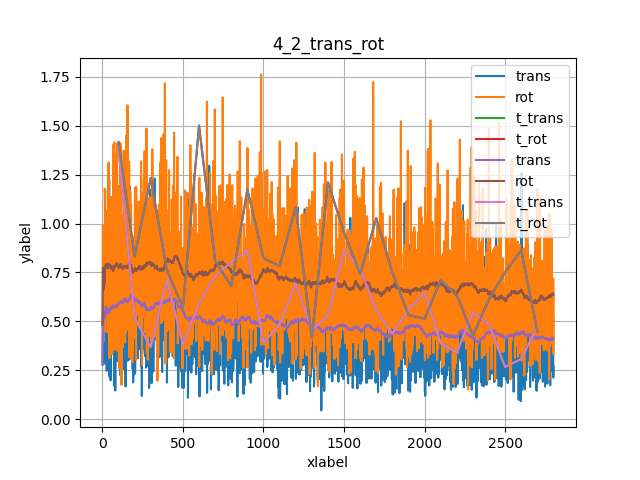 4_2_trans_rot
ylabel
1.75
1.50
1.25
1.00
0.75
0.50
0.25
0.00
trans
rot
t_trans
t_rot
trans
rot
t_trans
t_rot
0 500 1000 1500 2000 2500
xlabel